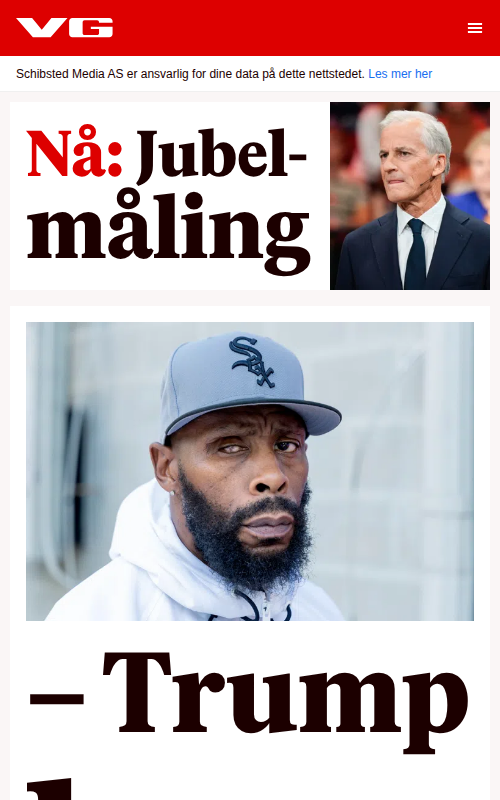 VG
Schibsted Media AS er ansvarlig for dine data på dette nettstedet. Les mer her
Nå: Jubel-
måling
Sox
– Trump